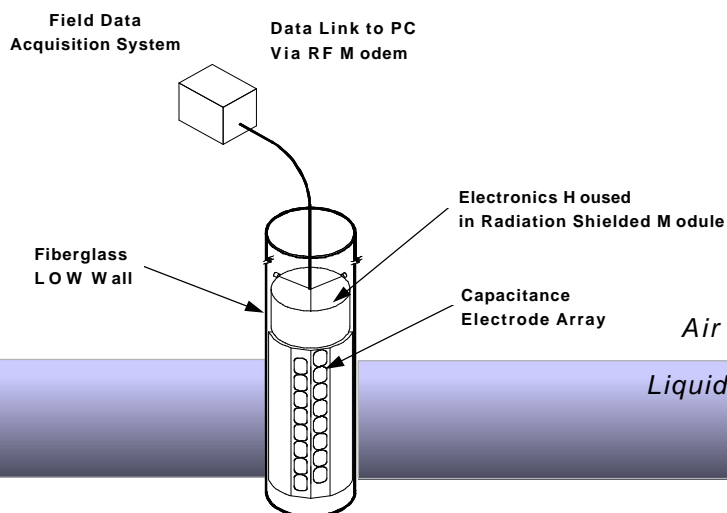 Field Data
Acquisition System
Data Link to PC
Via RF Modem
Electronics Housed
in Radiation Shielded Module
Fiberglass
LOW Wall
Capacitance
Electrode Array
Air
Liquid